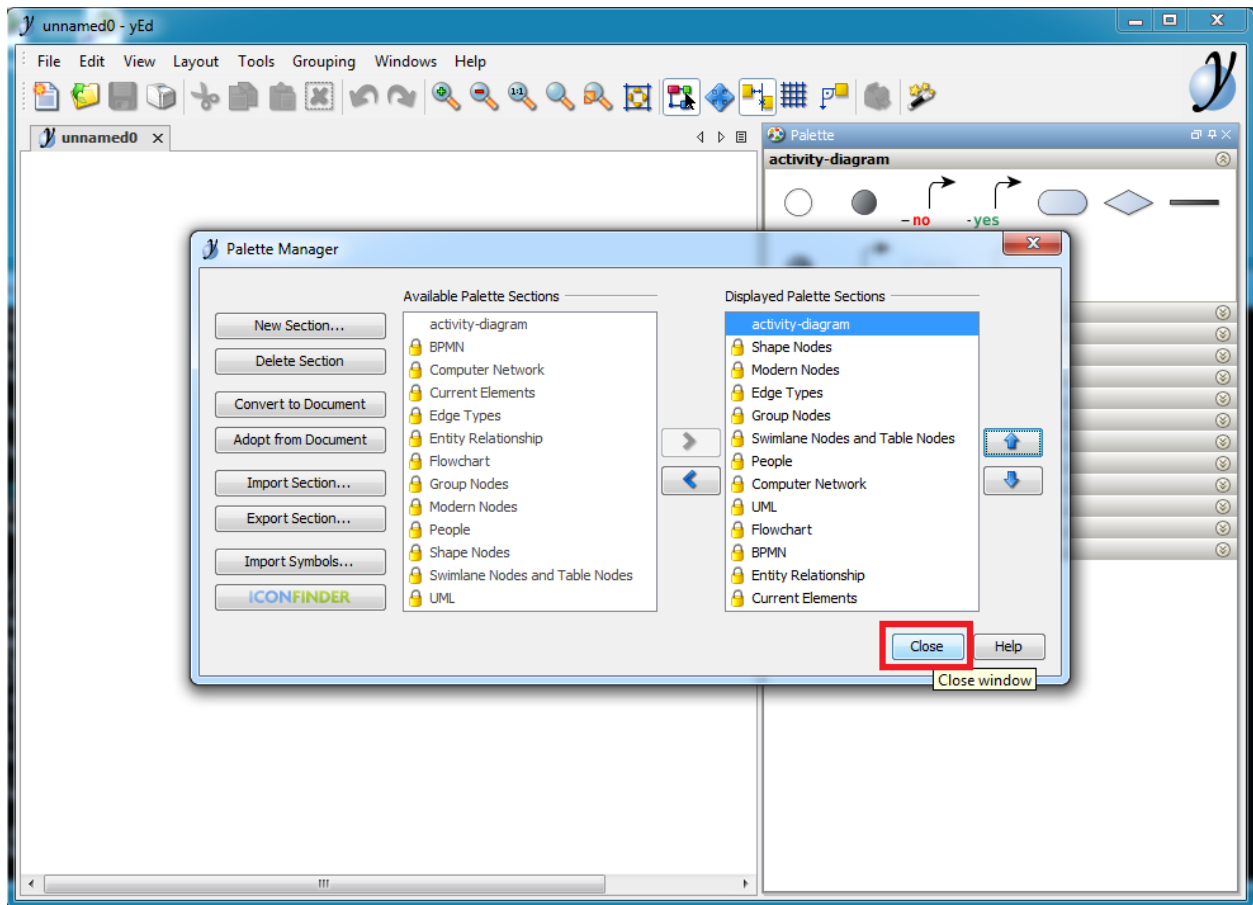 unnamed0 - yEd
File Edit View Layout Tools Grouping Windows Help
unnamed0
Palette
activity-diagram
– no - yes
Palette Manager
Available Palette Sections
Displayed Palette Sections
New Section...
Delete Section
Convert to Document
Adopt from Document
Import Section...
Export Section...
Import Symbols...
ICONFINDER
activity-diagram
BPMN
Computer Network
Current Elements
Edge Types
Entity Relationship
Flowchart
Group Nodes
Modern Nodes
People
Shape Nodes
Swimlane Nodes and Table Nodes
UML
activity-diagram
Shape Nodes
Modern Nodes
Edge Types
Group Nodes
Swimlane Nodes and Table Nodes
People
Computer Network
UML
Flowchart
BPMN
Entity Relationship
Current Elements
Close Help
Close window